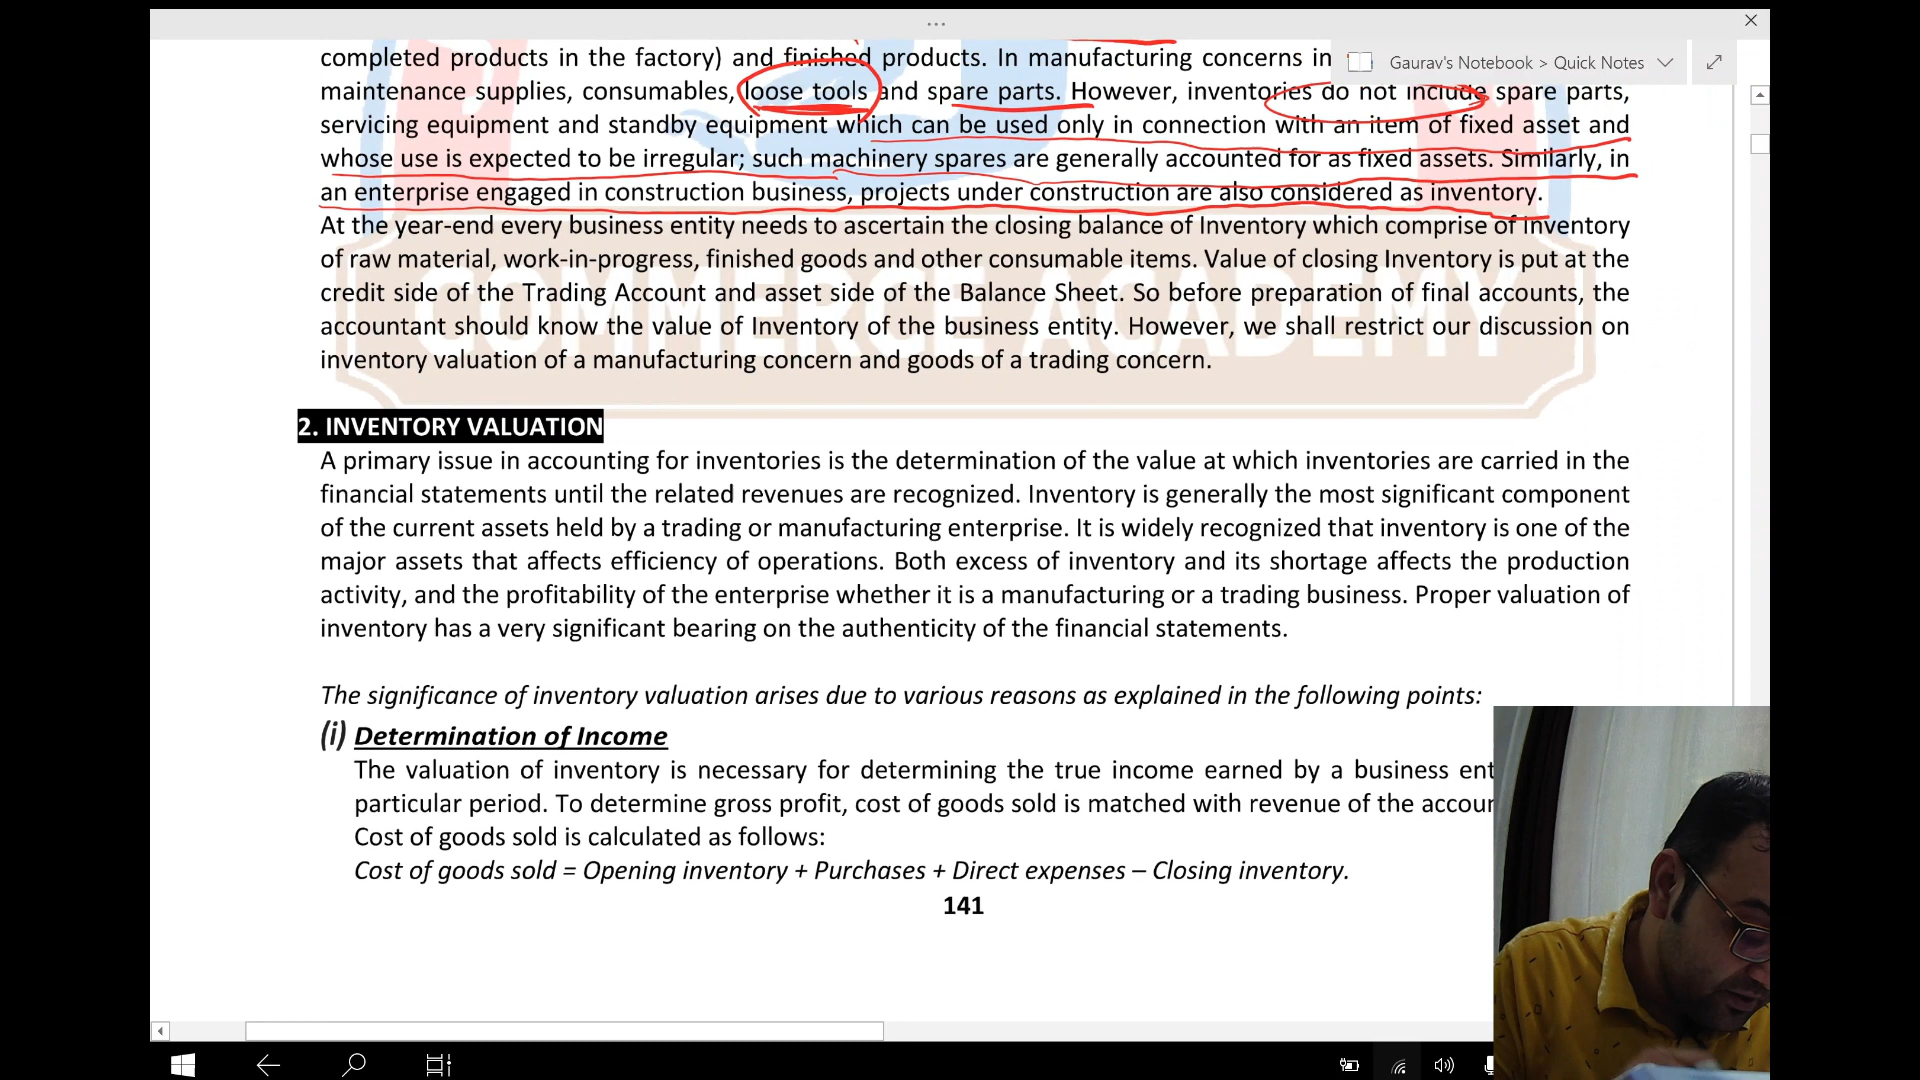 ...
completed products in the factory) and finished products. In manufacturing concerns in
Gaurav's Notebook > Quick Notes
maintenance supplies, consumables, loose tools and spare parts. However, inventories do not include spare parts,
servicing equipment and standby equipment which can be used only in connection with an item of fixed asset and
whose use is expected to be irregular; such machinery spares are generally accounted for as fixed assets. Similarly, in
an enterprise engaged in construction business, projects under construction are also considered as inventory.
At the year-end every business entity needs to ascertain the closing balance of Inventory which comprise of Inventory
of raw material, work-in-progress, finished goods and other consumable items. Value of closing Inventory is put at the
credit side of the Trading Account and asset side of the Balance Sheet. So before preparation of final accounts, the
accountant should know the value of Inventory of the business entity. However, we shall restrict our discussion on
inventory valuation of a manufacturing concern and goods of a trading concern.
COMMERCE ACADEMY
2. INVENTORY VALUATION
A primary issue in accounting for inventories is the determination of the value at which inventories are carried in the
financial statements until the related revenues are recognized. Inventory is generally the most significant component
of the current assets held by a trading or manufacturing enterprise. It is widely recognized that inventory is one of the
major assets that affects efficiency of operations. Both excess of inventory and its shortage affects the production
activity, and the profitability of the enterprise whether it is a manufacturing or a trading business. Proper valuation of
inventory has a very significant bearing on the authenticity of the financial statements.
The significance of inventory valuation arises due to various reasons as explained in the following points:
(i) Determination of Income
The valuation of inventory is necessary for determining the true income earned by a business ent
particular period. To determine gross profit, cost of goods sold is matched with revenue of the accoun
Cost of goods sold is calculated as follows:
Cost of goods sold = Opening inventory + Purchases + Direct expenses – Closing inventory.
141